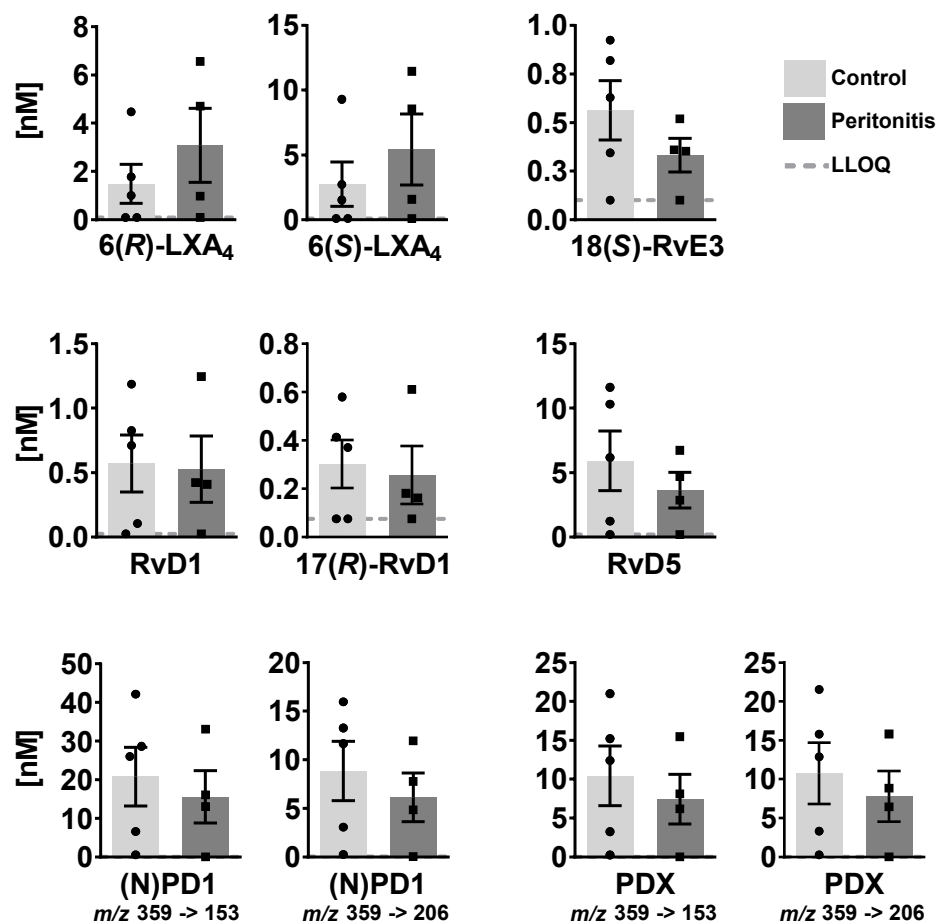 [nM]
8
6
4
2
0
6(R)-LXA4
15
10
5
0
6(S)-LXA4
1.0
0.8
0.5
0.3
0.0
18(S)-RvE3
Control
Peritonitis
LLOQ
[nM]
1.5
1.0
0.5
0.0
RvD1
0.8
0.6
0.4
0.2
0.0
17(R)-RvD1
15
10
5
0
RvD5
[nM]
50
40
30
20
10
0
(N)PD1
m/z 359 -> 153
20
15
10
5
0
(N)PD1
m/z 359 -> 206
25
20
15
10
5
0
PDX
m/z 359 -> 153
25
20
15
10
5
0
PDX
m/z 359 -> 206